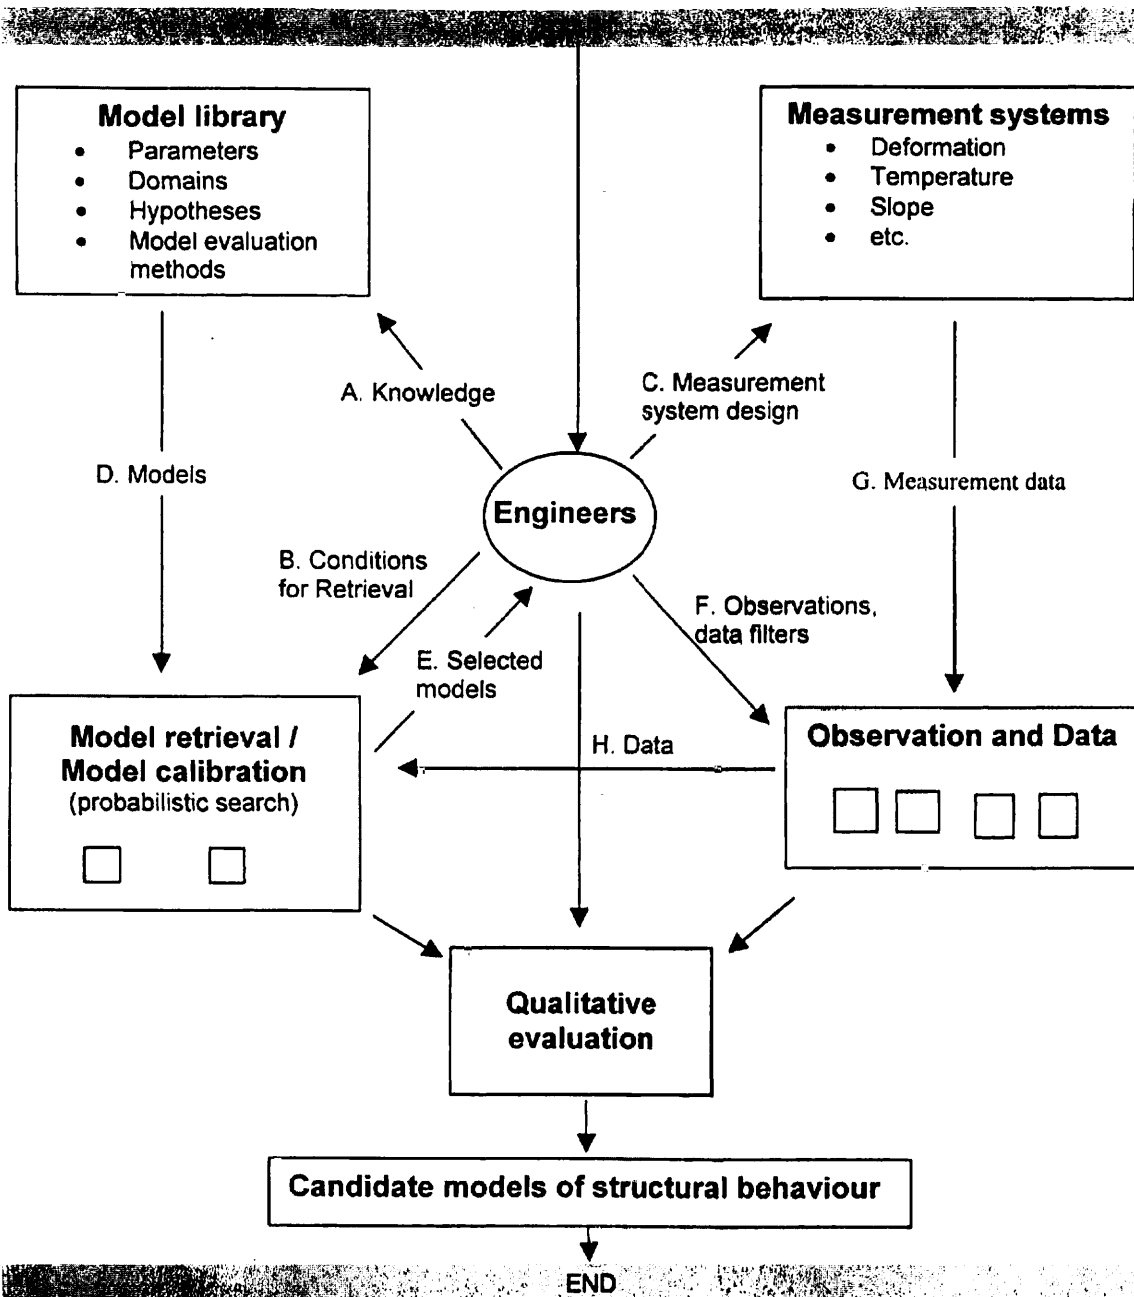 Model library
• Parameters
• Domains
• Hypotheses
• Model evaluation
methods
Measurement systems
• Deformation
• Temperature
• Slope
• etc.
A. Knowledge
C. Measurement
system design
D. Models
G. Measurement data
Engineers
B. Conditions
for Retrieval
F. Observations,
data filters
E. Selected
models
Model retrieval /
Model calibration
(probabilistic search)
H. Data
Observation and Data
Qualitative
evaluation
Candidate models of structural behaviour
END